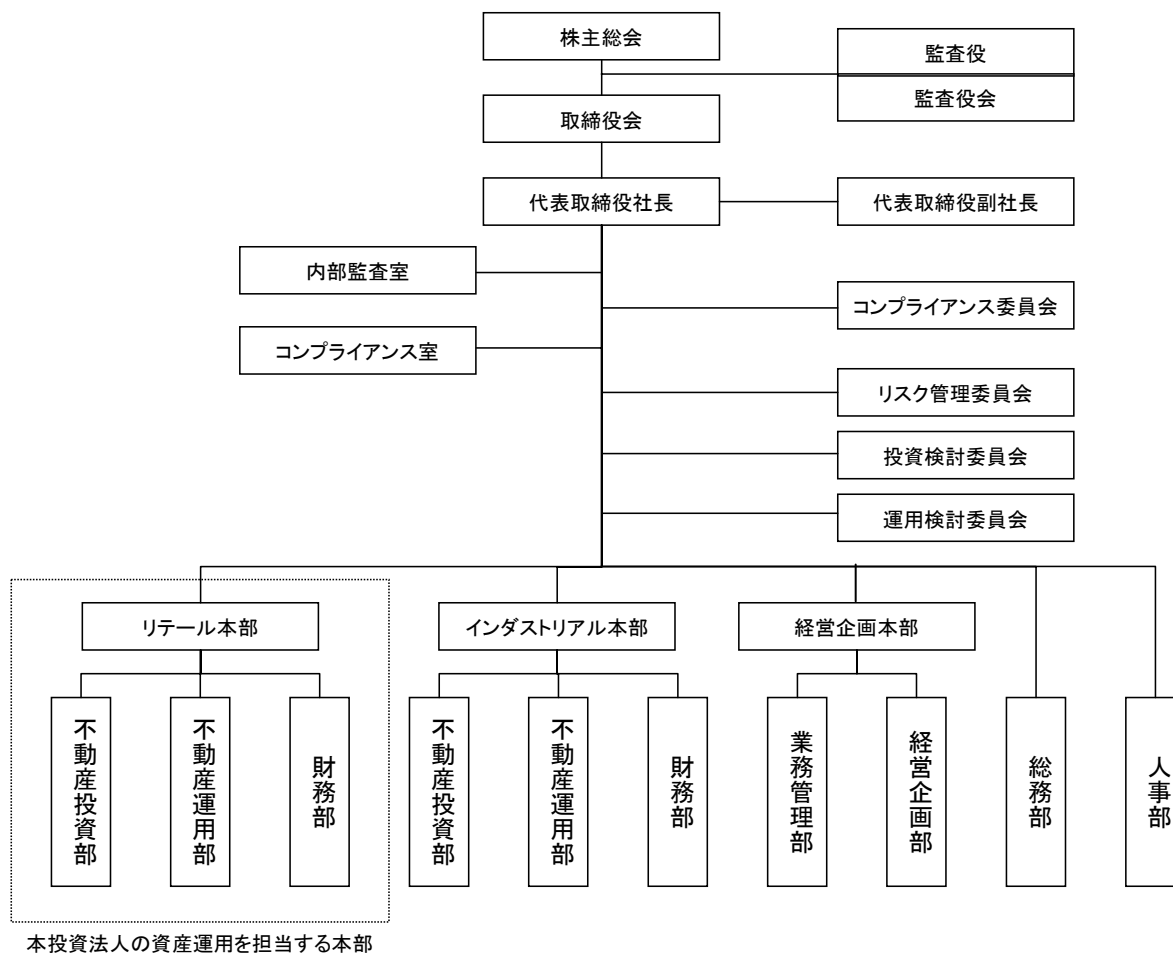 株主総会
監査役
監査役会
取締役会
代表取締役社長
代表取締役副社長
内部監査室
コンプライアンス委員会
コンプライアンス室
リスク管理委員会
投資検討委員会
運用検討委員会
リテール本部
インダストリアル本部
経営企画本部
不動産投資部
不動産運用部
財務部
不動産投資部
不動産運用部
財務部
業務管理部
経営企画部
総務部
人事部
本投資法人の資産運用を担当する本部